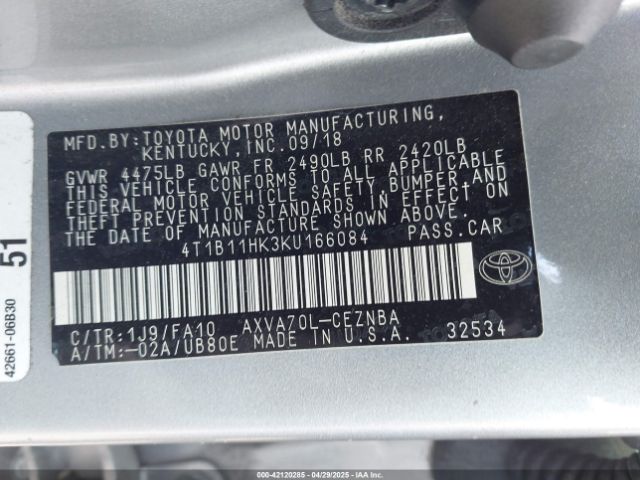 MFD.BY:TOYOTA MOTOR MANUFACTURING,
KENTUCKY,INC.09/18
GVWR 4475LB GAWR FR 2490LB RR 2420LB
THIS VEHICLE CONFORMS TO ALL APPLICABLE
FEDERAL MOTOR VEHICLE SAFETY,BUMPER,AND
THEFT PREVENTION STANDARDS IN EFFECT ON
THE DATE OF MANUFACTURE SHOWN ABOVE.
4T1B11HK3KU166084 PASS.CAR
C/TR:1J9/FA10 AXVA70L-CEZNBA
A/TM:-02A/UB80E MADE IN U.S.A. 32534
51
42661-06B30
000-42120285 - 04/29/2025 - IAAI, Inc.